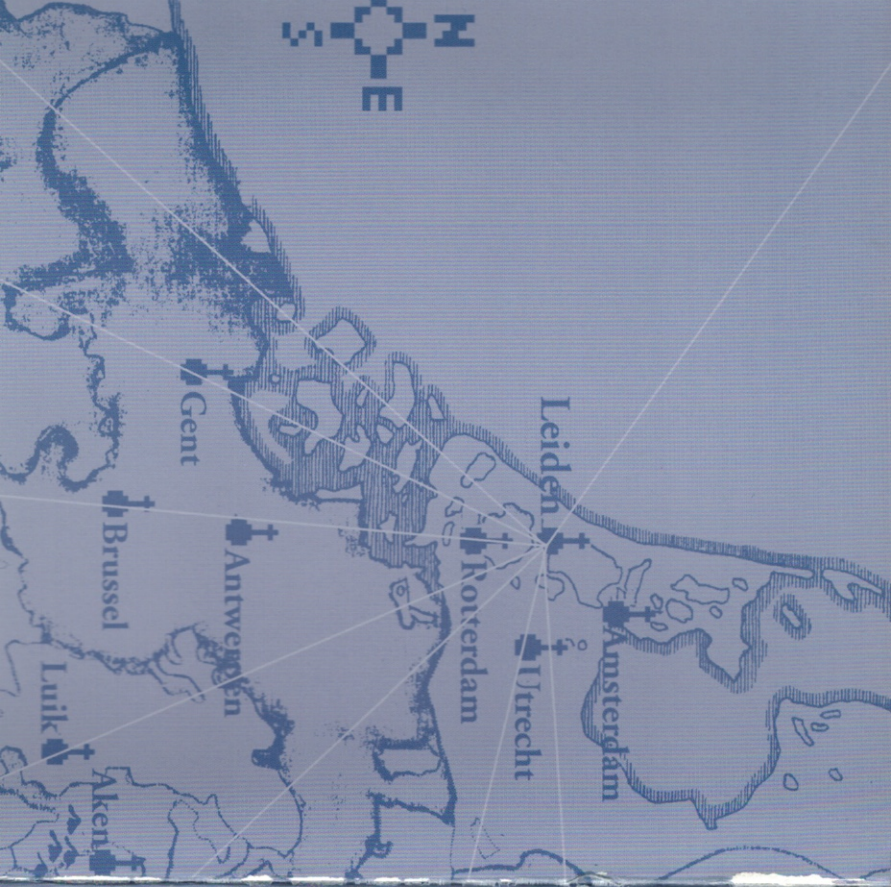 N
S
E
Leiden
Amsterdam
Utrecht
Rotterdam
Gent
Antwerpen
Brussel
Luik
Aken